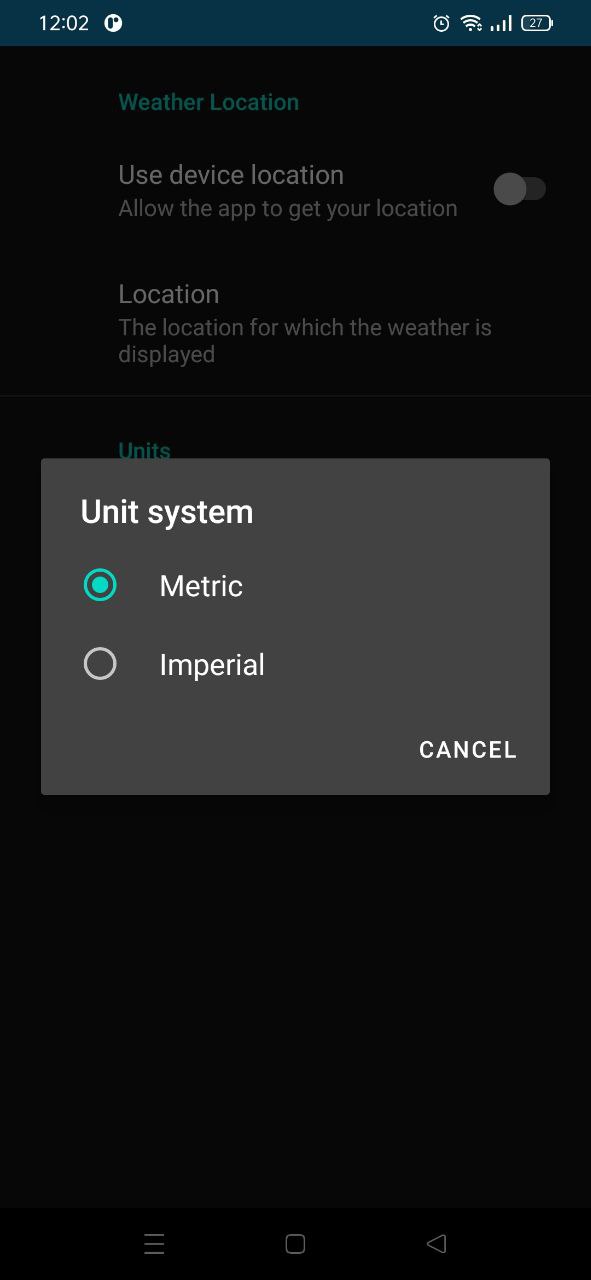 12:02
27
Weather Location
Use device location
Allow the app to get your location
Location
The location for which the weather is
displayed
Units
Unit system
Metric
Imperial
CANCEL